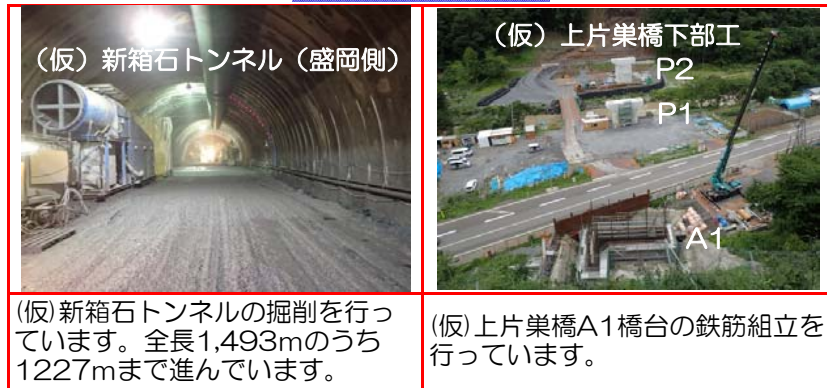 （仮）新箱石トンネル（盛岡側）
（仮）上片巣橋下部工
P2
P1
A1
(仮)新箱石トンネルの掘削を行っ
ています。全長1,493mのうち
1227mまで進んでいます。
(仮)上片巣橋A1橋台の鉄筋組立を
行っています。